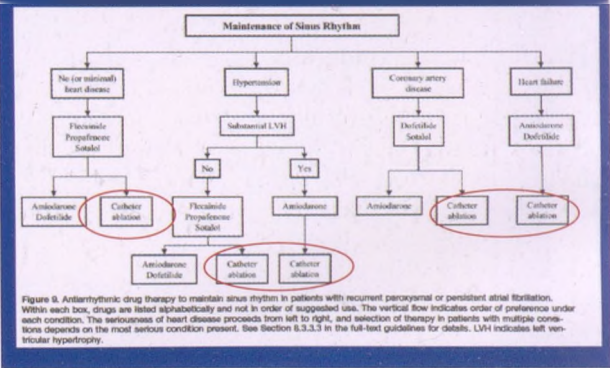 Maintenance of Sinus Rhythm
No (or minimal)
heart disease
Hypertension
Coronary artery
disease
Heart failure
Flecainide
Propafenone
Sotalol
Substantial LVH
Dofetilide
Sotalol
Amiodarone
Dofetilide
No
Yes
Amiodarone
Dofetilide
Catheter
ablation
Flecainide
Propafenone
Sotalol
Amiodarone
Amiodarone
Catheter
ablation
Catheter
ablation
Amiodarone
Dofetilide
Catheter
ablation
Catheter
ablation
Figure 9. Antiarrhythmic drug therapy to maintain sinus rhythm in patients with recurrent paroxysmal or persistent atrial fibrillation.
Within each box, drugs are listed alphabetically and not in order of suggested use. The vertical flow indicates order of preference under
each condition. The seriousness of heart disease proceeds from left to right, and selection of therapy in patients with multiple condi-
tions depends on the most serious condition present. See Section 8.3.3.3 in the full-text guidelines for details. LVH indicates left ven-
tricular hypertrophy.